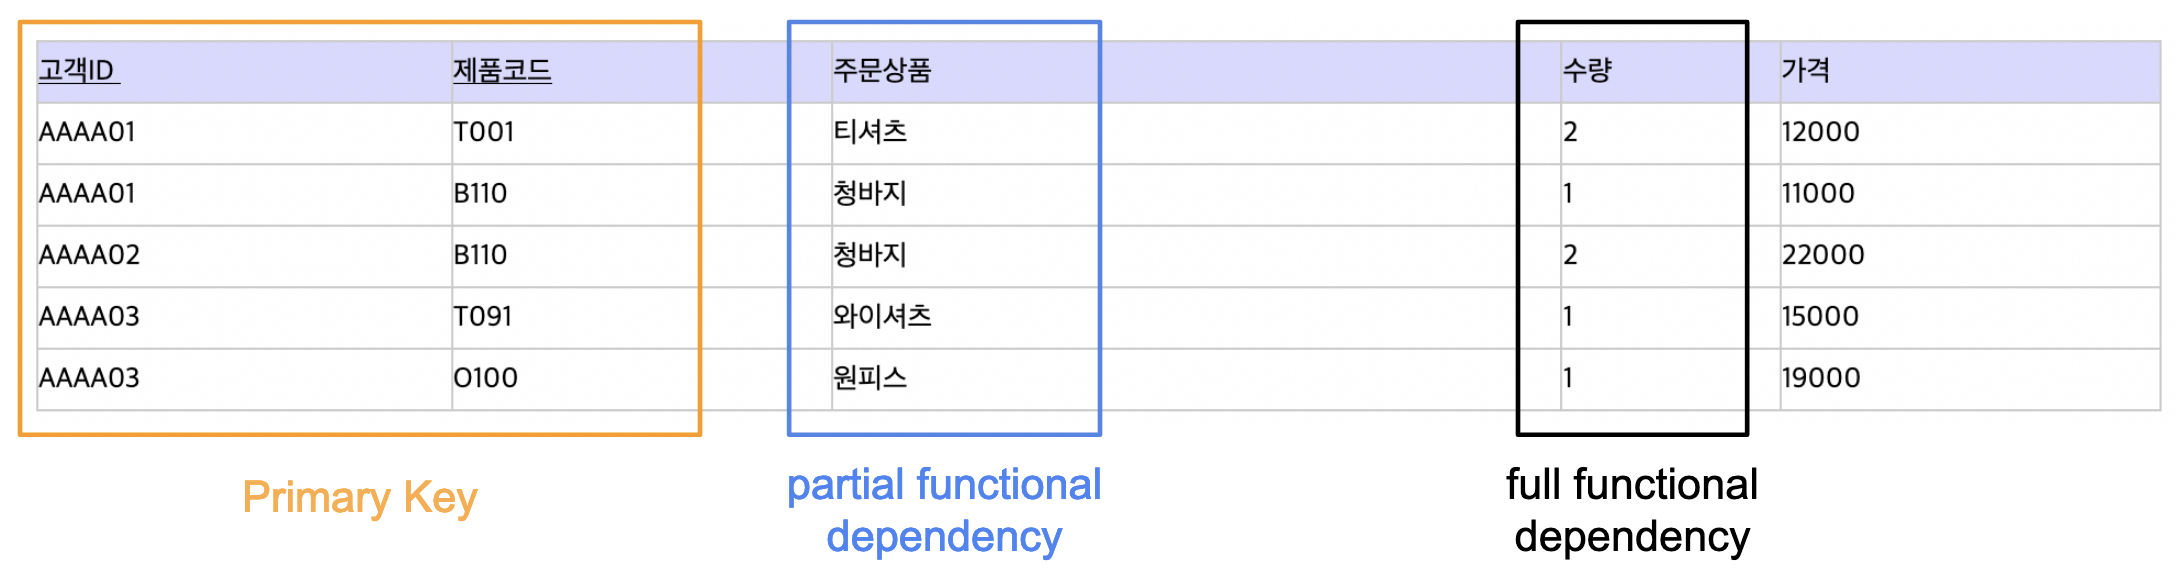 고객ID 제품코드 주문상품 수량 가격
AAAA01 T001 티셔츠 2 12000
AAAA01 B110 청바지 1 11000
AAAA02 B110 청바지 2 22000
AAAA03 T091 와이셔츠 1 15000
AAAA03 O100 원피스 1 19000
Primary Key
partial functional
dependency
full functional
dependency